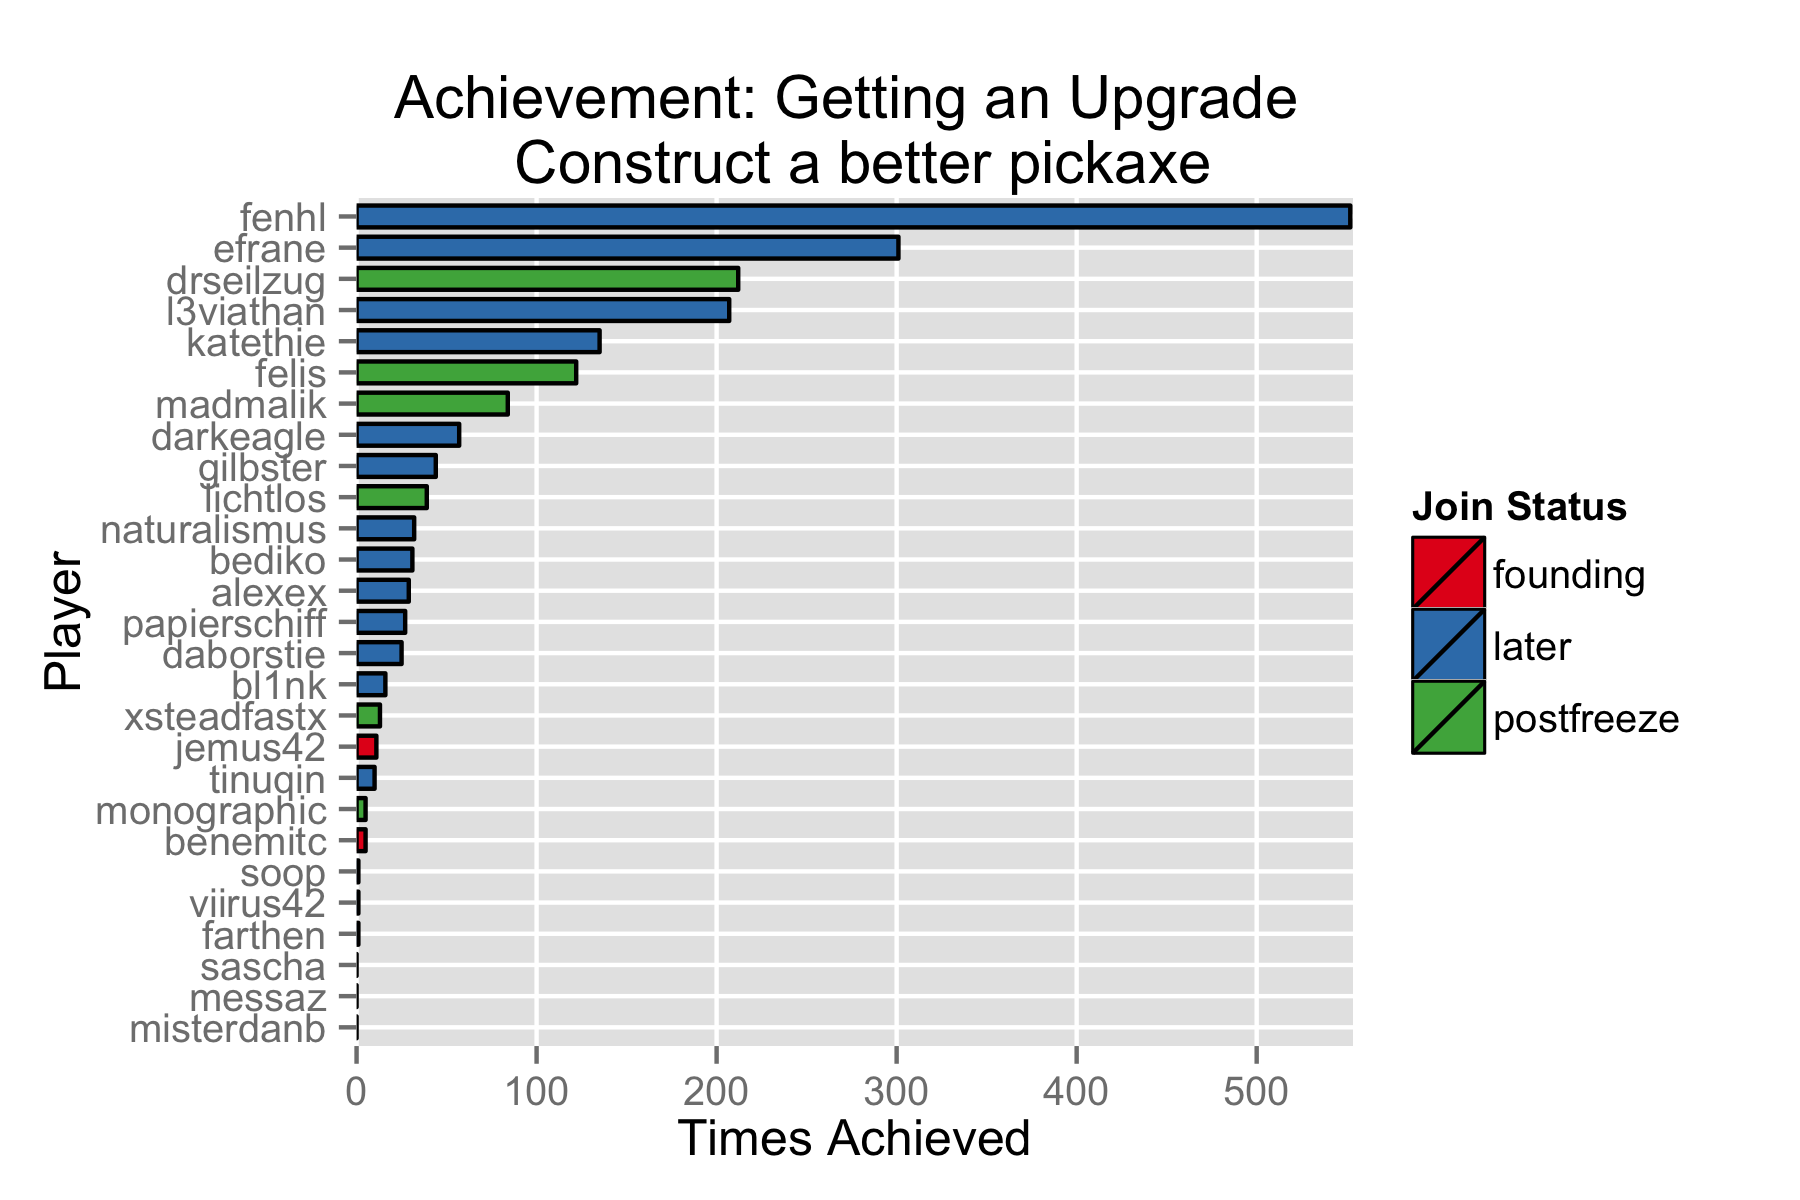 Achievement: Getting an Upgrade
Construct a better pickaxe
Player
fenhl
efrane
drseilzug
l3viathan
katethie
felis
madmalik
darkeagle
gilbster
lichtlos
naturalismus
bediko
alexex
papierschiff
daborstie
bl1nk
xsteadfastx
jemus42
tinuqin
monographic
benemitc
soop
viirus42
farthen
sascha
messaz
misterdanb
0 100 200 300 400 500
Times Achieved
Join Status
founding
later
postfreeze